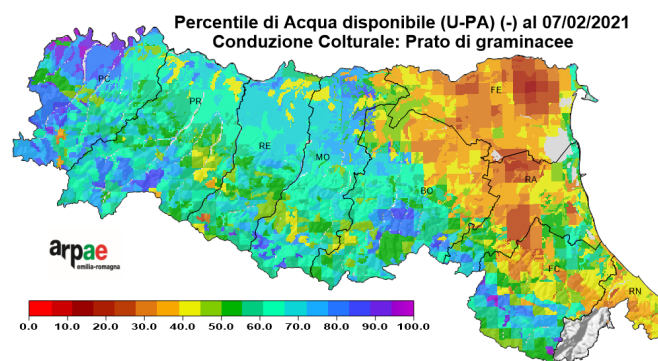 Percentile di Acqua disponibile (U-PA) (-) al 07/02/2021
Conduzione Colturale: Prato di graminacee
PC
PR
RE
MO
BO
FE
RA
FC
RN
arpae
emilia-romagna
0.0 10.0 20.0 30.0 40.0 50.0 60.0 70.0 80.0 90.0 100.0